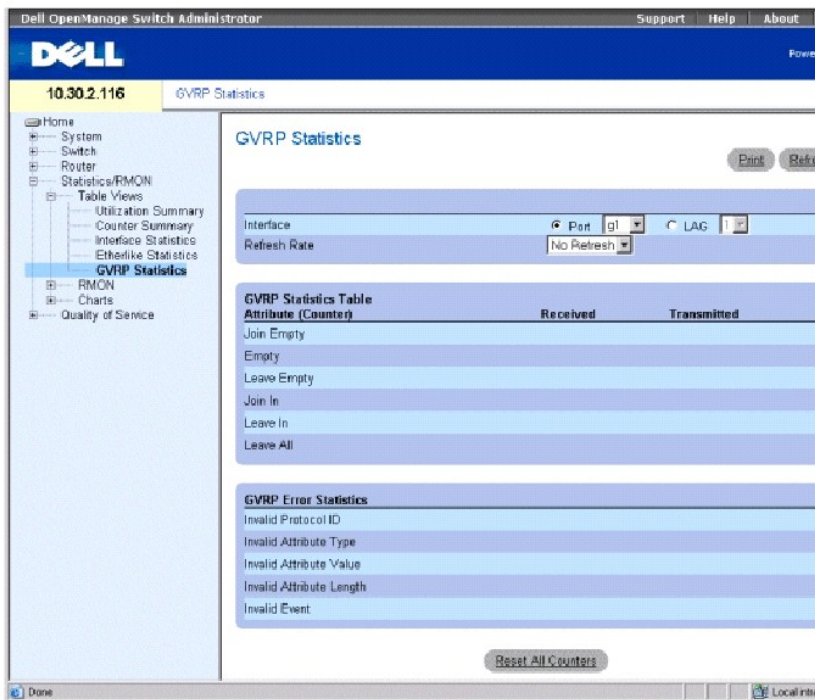 Dell OpenManage Switch Administrator Support Help About
DELL
10.30.2.116 GVRP Statistics
Home
System
Switch
Router
Statistics/RMON
Table Views
Utilization Summary
Counter Summary
Interface Statistics
Etherlike Statistics
GVRP Statistics
RMON
Charts
Quality of Service
GVRP Statistics
Print
Interface Port g1 LAG 1
Refresh Rate No Refresh
GVRP Statistics Table
Attribute (Counter) Received Transmitted
Join Empty
Empty
Leave Empty
Join In
Leave In
Leave All
GVRP Error Statistics
Invalid Protocol ID
Invalid Attribute Type
Invalid Attribute Value
Invalid Attribute Length
Invalid Event
Reset All Counters
Done Local